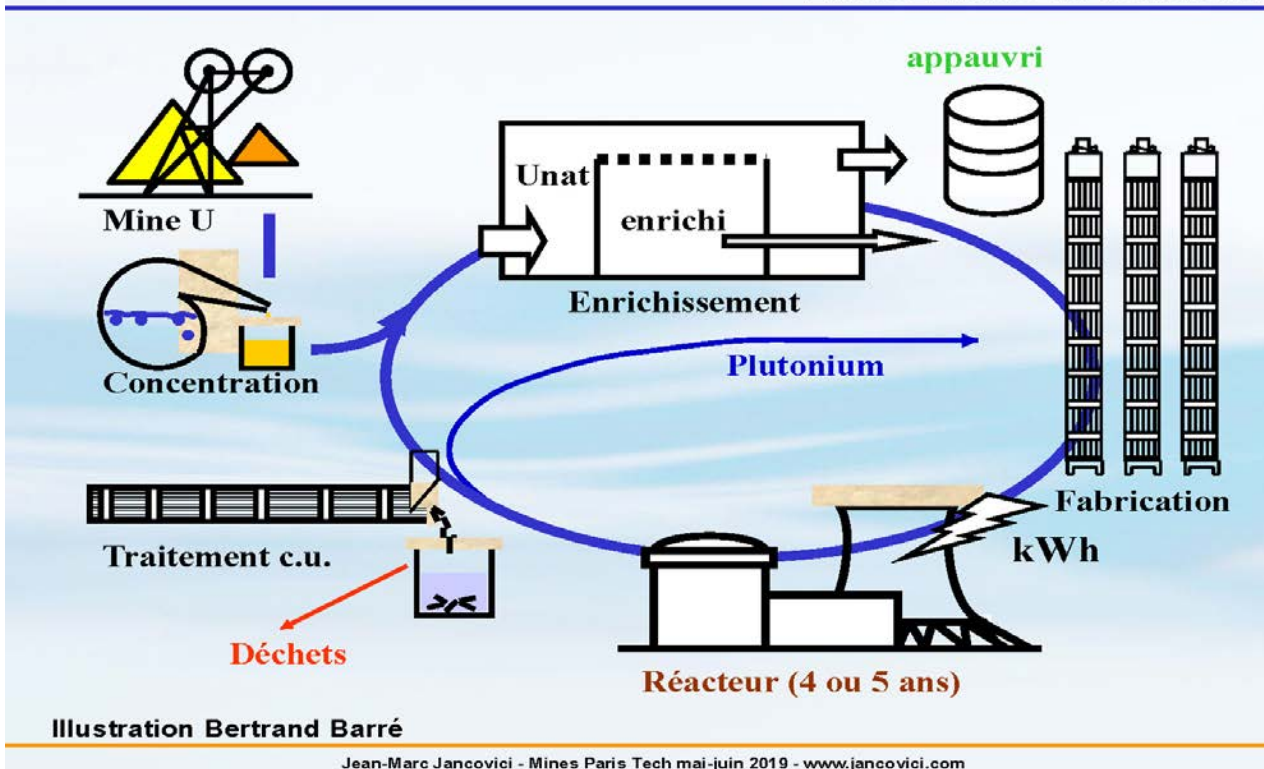 appauvri
Unat
Mine U
enrichi
Enrichissement
Concentration
Plutonium
Fabrication
kWh
Traitement c.u.
Déchets
Réacteur (4 ou 5 ans)
Illustration Bertrand Barré
Jean-Marc Jancovici - Mines Paris Tech mai-juin 2019 - www.jancovici.com